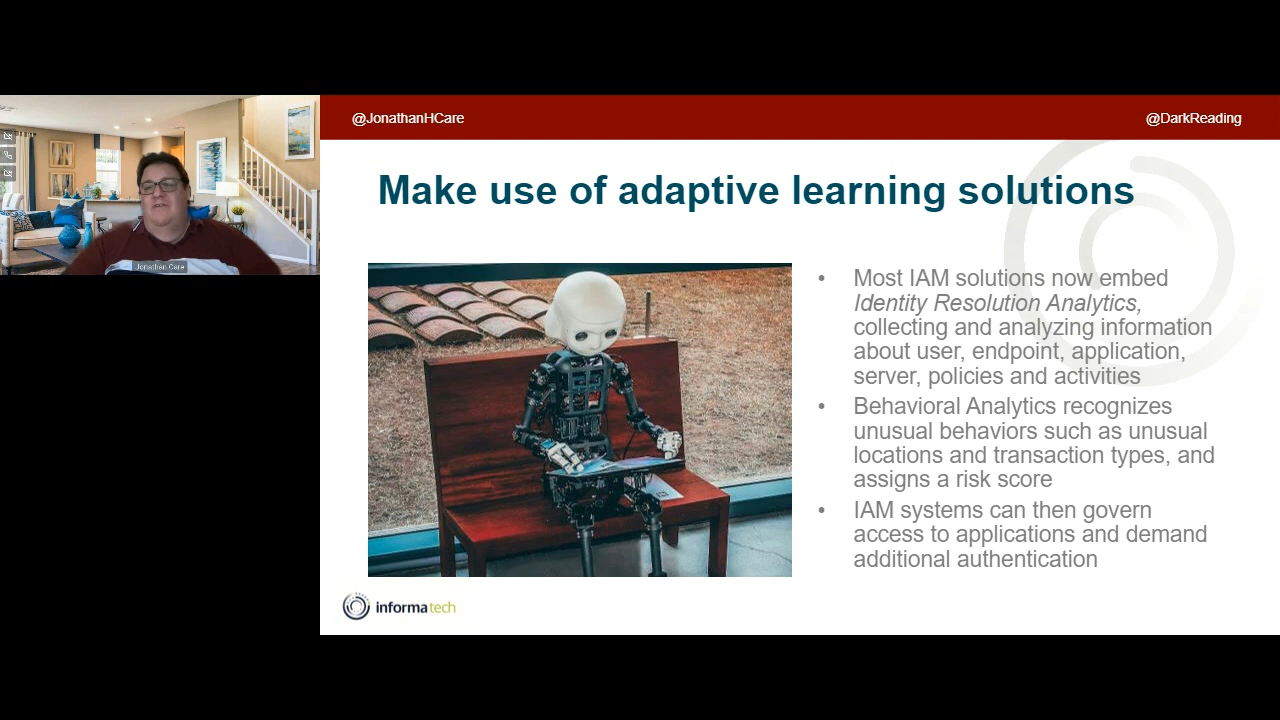 @JonathanHCare
@DarkReading
Make use of adaptive learning solutions
Jonathan Care
• Most IAM solutions now embed
Identity Resolution Analytics,
collecting and analyzing information
about user, endpoint, application,
server, policies and activities
• Behavioral Analytics recognizes
unusual behaviors such as unusual
locations and transaction types, and
assigns a risk score
• IAM systems can then govern
access to applications and demand
additional authentication
informa tech